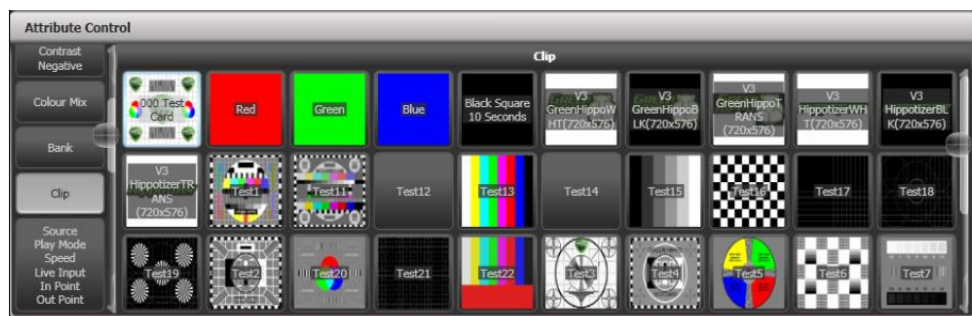 Attribute Control
Contrast
Negative
Colour Mix
Bank
Clip
Source
Play Mode
Speed
Live Input
In Point
Out Point
Clip
000 Test
Card
Red
Green
Blue
Black Square
10 Seconds
V3
GreenHippoW
HT(720x576)
V3
GreenHippoB
LK(720x576)
V3
GreenHippoT
RANS
(720x576)
V3
HippotizerWH
T(720x576)
V3
HippotizerBL
K(720x576)
V3
HippotizerTR
ANS
(720x576)
Test1
Test11
Test12
Test13
Test14
Test15
Test16
Test17
Test18
Test19
Test2
Test20
Test21
Test22
Test3
Test4
Test5
Test6
Test7